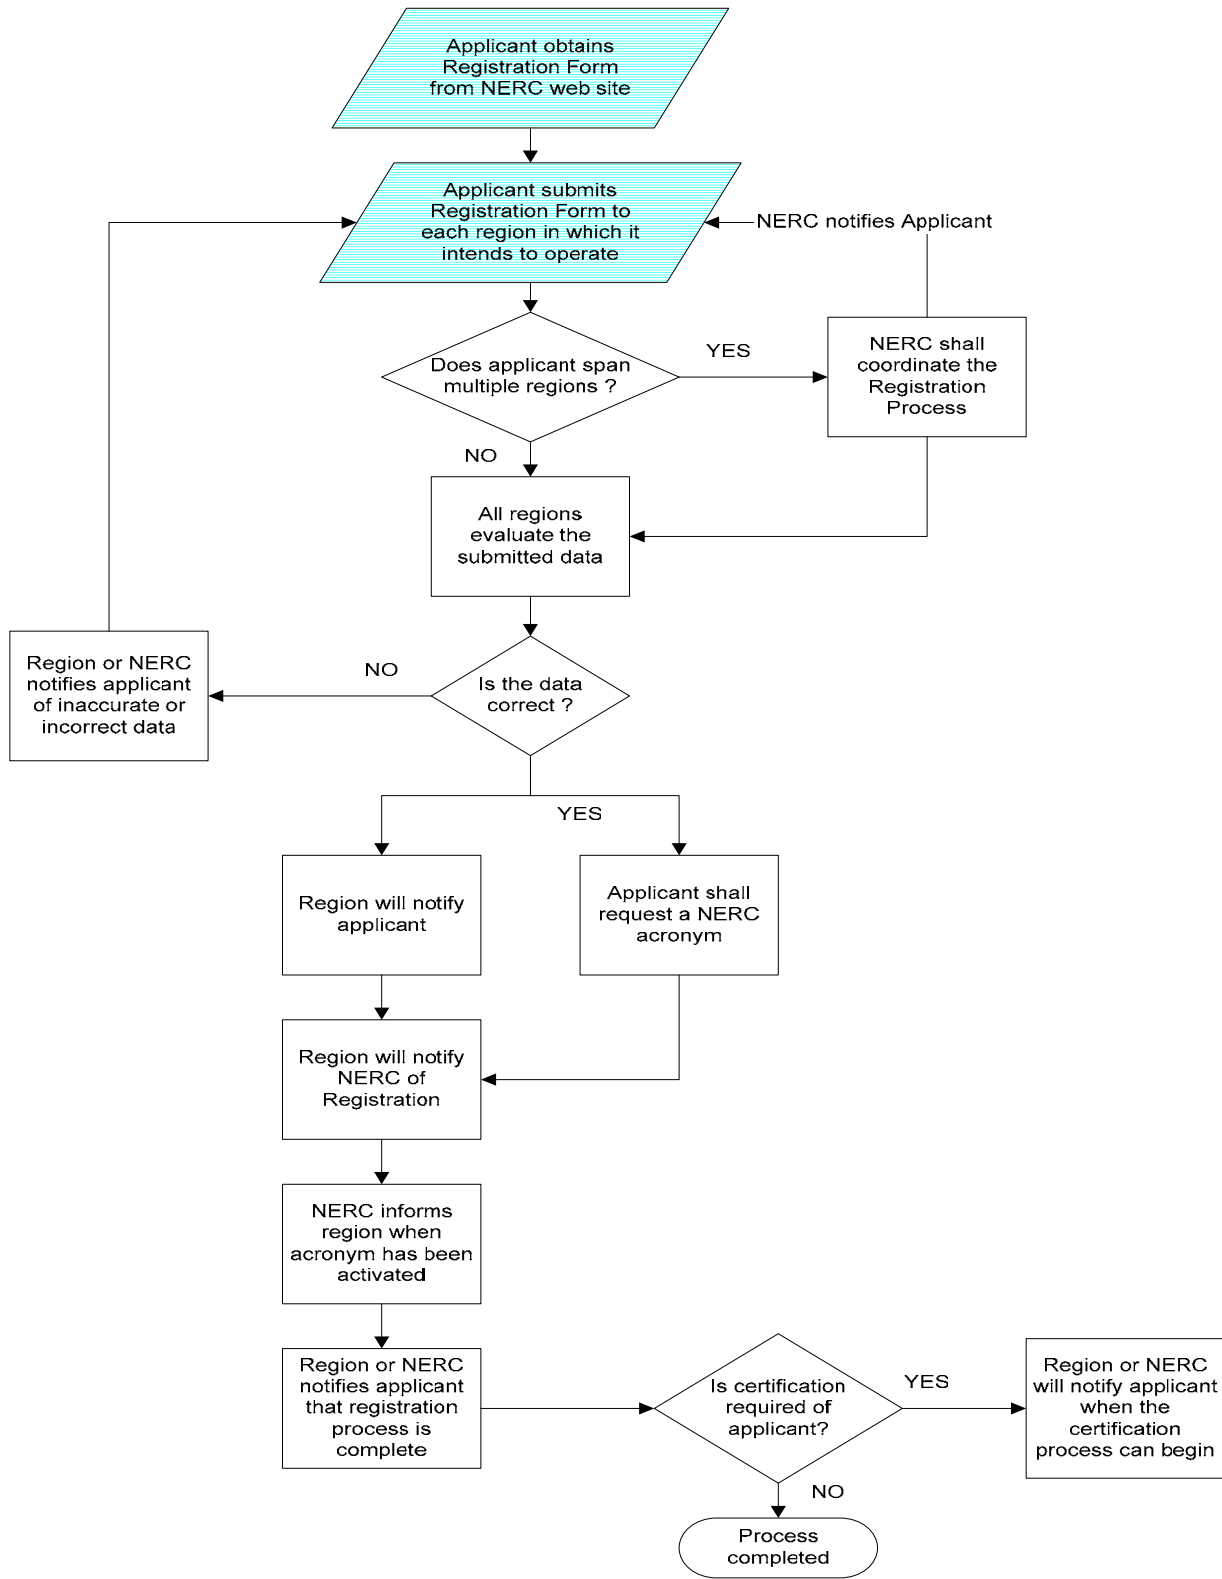 Applicant obtains
Registration Form
from NERC web site
Applicant submits
Registration Form to
each region in which it
intends to operate
NERC notifies Applicant
Does applicant span
multiple regions ?
YES
NERC shall
coordinate the
Registration
Process
NO
All regions
evaluate the
submitted data
Is the data
correct ?
NO
Region or NERC
notifies applicant
of inaccurate or
incorrect data
YES
Region will notify
applicant
Applicant shall
request a NERC
acronym
Region will notify
NERC of
Registration
NERC informs
region when
acronym has been
activated
Region or NERC
notifies applicant
that registration
process is
complete
Is certification
required of
applicant?
YES
Region or NERC
will notify applicant
when the
certification
process can begin
NO
Process
completed